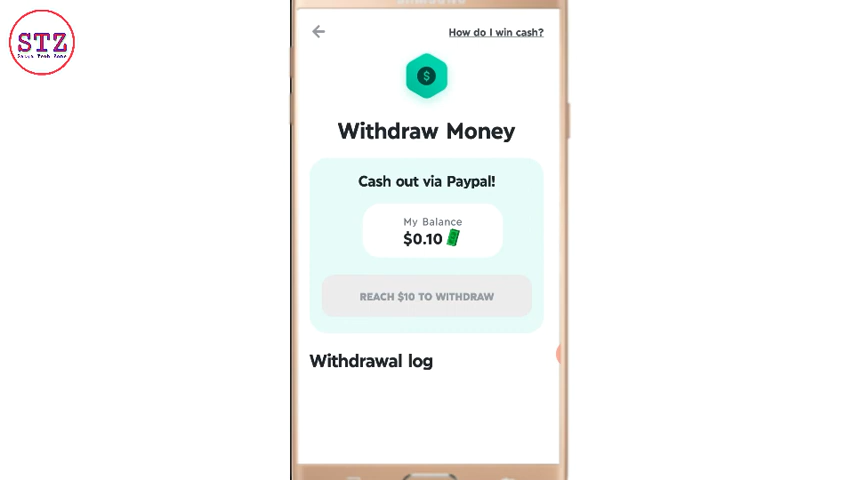 STZ
How do I win cash?
Withdraw Money
Cash out via Paypal!
My Balance
$0.10
REACH $10 TO WITHDRAW
Withdrawal log